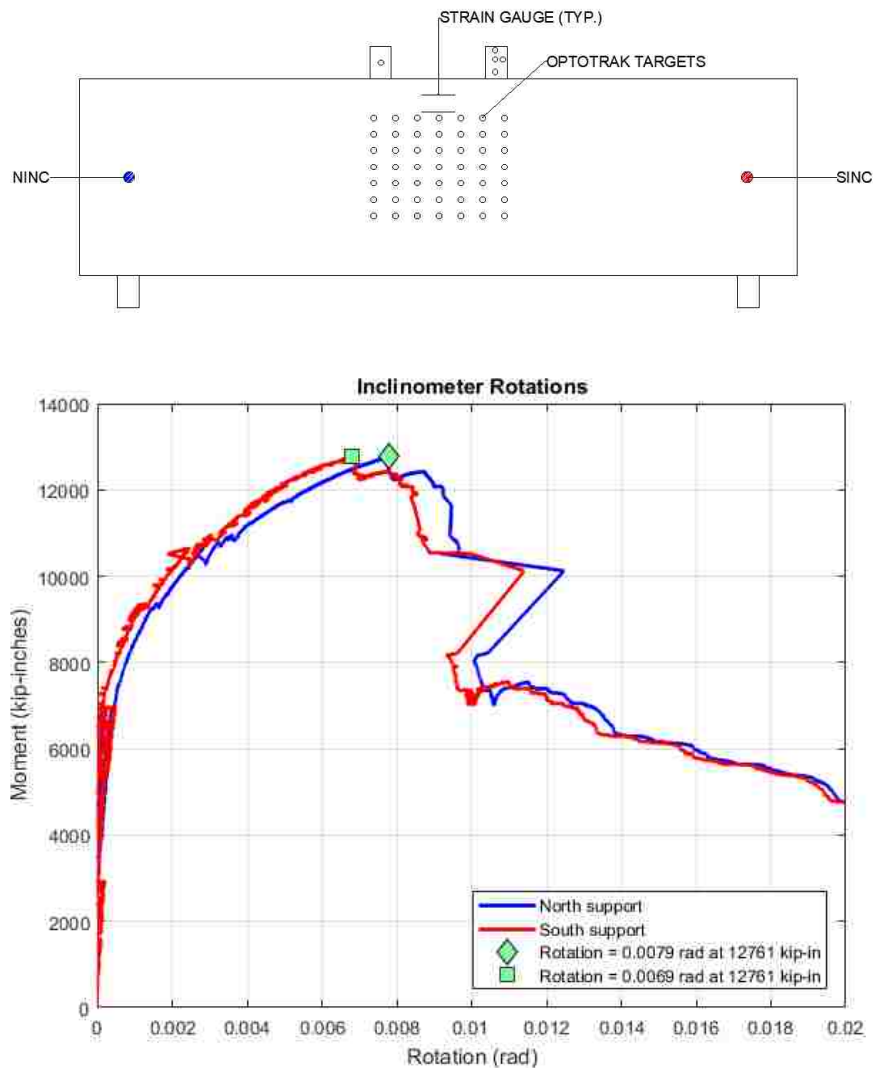 STRAIN GAUGE (TYP.)
OPTOTRAK TARGETS
NINC
SINC
Inclinometer Rotations
14000
12000
10000
8000
6000
4000
2000
0
Moment (kip-inches)
North support
South support
Rotation = 0.0079 rad at 12761 kip-in
Rotation = 0.0069 rad at 12761 kip-in
0 0.002 0.004 0.006 0.008 0.01 0.012 0.014 0.016 0.018 0.02
Rotation (rad)